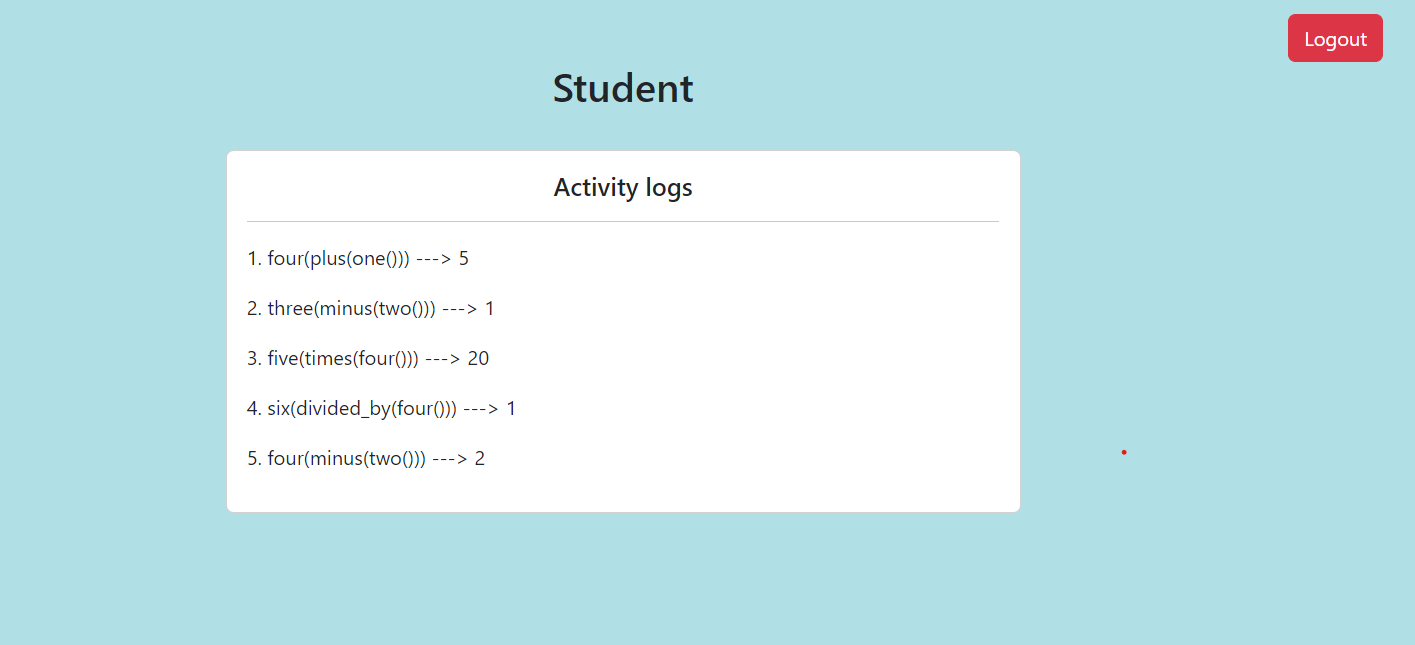 Logout
Student
Activity logs
1. four(plus(one())) ---> 5
2. three(minus(two())) ---> 1
3. five(times(four())) ---> 20
4. six(divided_by(four())) ---> 1
5. four(minus(two())) ---> 2